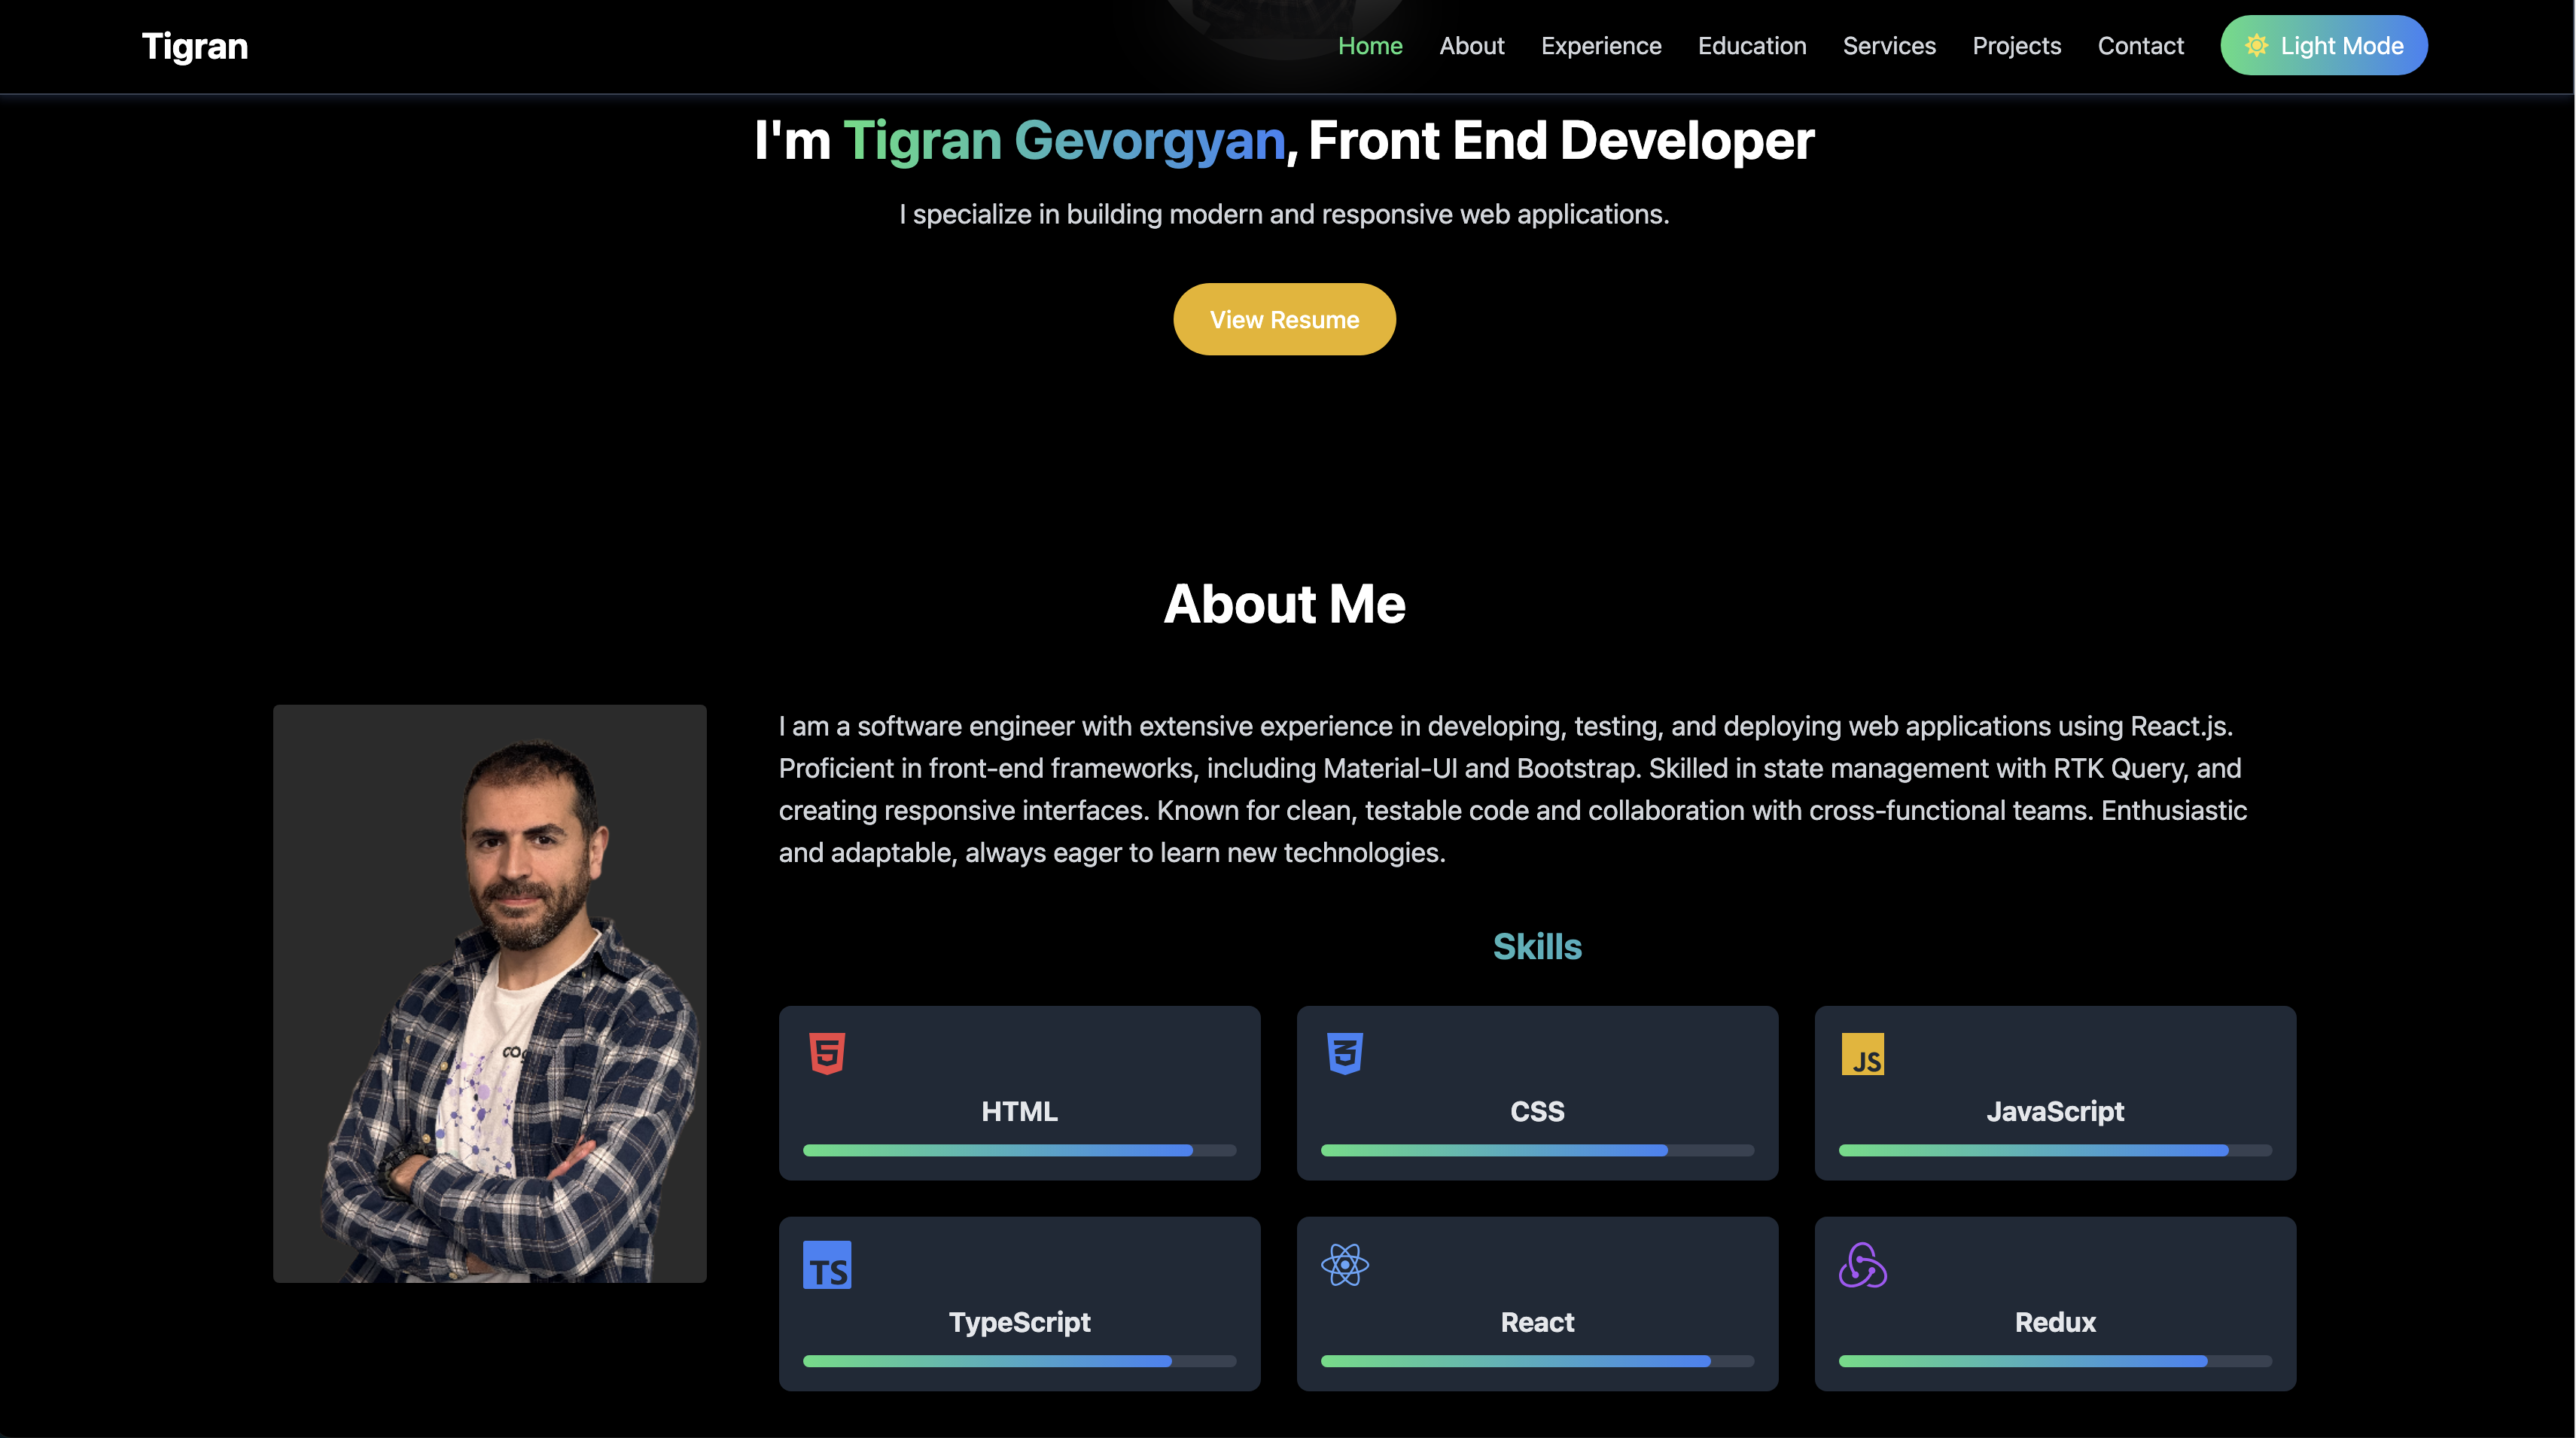 Tigran
Home About Experience Education Services Projects Contact Light Mode
I'm Tigran Gevorgyan, Front End Developer
I specialize in building modern and responsive web applications.
View Resume
About Me
I am a software engineer with extensive experience in developing, testing, and deploying web applications using React.js.
Proficient in front-end frameworks, including Material-UI and Bootstrap. Skilled in state management with RTK Query, and
creating responsive interfaces. Known for clean, testable code and collaboration with cross-functional teams. Enthusiastic
and adaptable, always eager to learn new technologies.
Skills
5 3 JS
HTML CSS JavaScript
TS
TypeScript React Redux